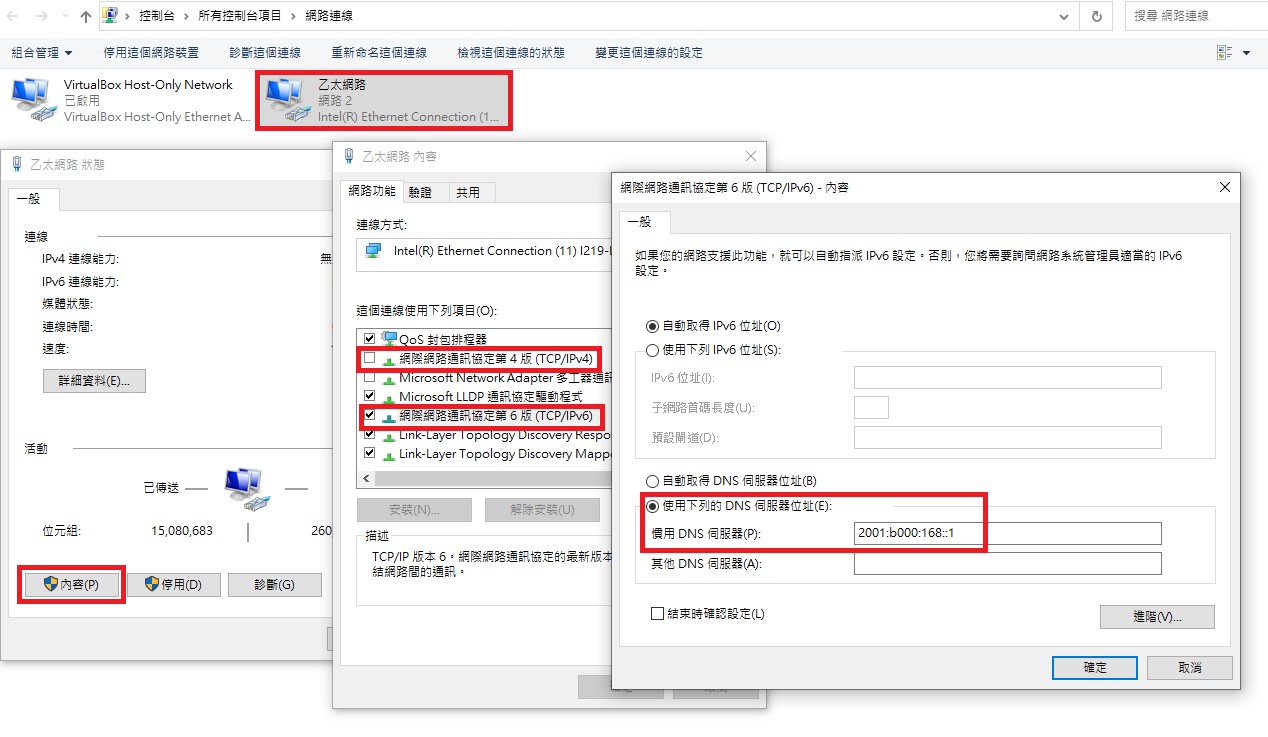 控制台 › 所有控制台項目 › 網路連線
搜尋 網路連線
組合管理 停用這個網路裝置 診斷這個連線 重新命名這個連線 檢視這個連線的狀態 變更這個連線的設定
VirtualBox Host-Only Network
已啟用
VirtualBox Host-Only Ethernet A...
乙太網路
網路 2
Intel(R) Ethernet Connection (1...
乙太網路 狀態
一般
連線
IPv4 連線能力: 無
IPv6 連線能力:
媒體狀態:
連線時間:
速度:
詳細資料(E)...
活動
已傳送
位元組: 15,080,683 260
內容(P) 停用(D) 診斷(G)
乙太網路 內容
網路功能 驗證 共用
連線方式:
Intel(R) Ethernet Connection (11) I219-L
這個連線使用下列項目(O):
QoS 封包排程器
網際網路通訊協定第 4 版 (TCP/IPv4)
Microsoft Network Adapter 多工器通訊
Microsoft LLDP 通訊協定驅動程式
網際網路通訊協定第 6 版 (TCP/IPv6)
Link-Layer Topology Discovery Respo
Link-Layer Topology Discovery Mappe
安裝(N)... 解除安裝(U)
描述
TCP/IP 版本 6。網際網路通訊協定的最新版本
結網路間的通訊。
網際網路通訊協定第 6 版 (TCP/IPv6) - 內容
一般
如果您的網路支援此功能，就可以自動指派 IPv6 設定。否則，您將需要詢問網路系統管理員適當的 IPv6
設定。
自動取得 IPv6 位址(O)
使用下列 IPv6 位址(S):
IPv6 位址(I):
子網路首碼長度(U):
預設閘道(D):
自動取得 DNS 伺服器位址(B)
使用下列的 DNS 伺服器位址(E):
慣用 DNS 伺服器(P): 2001:b000:168::1
其他 DNS 伺服器(A):
結束時確認設定(L)
進階(V)...
確定 取消